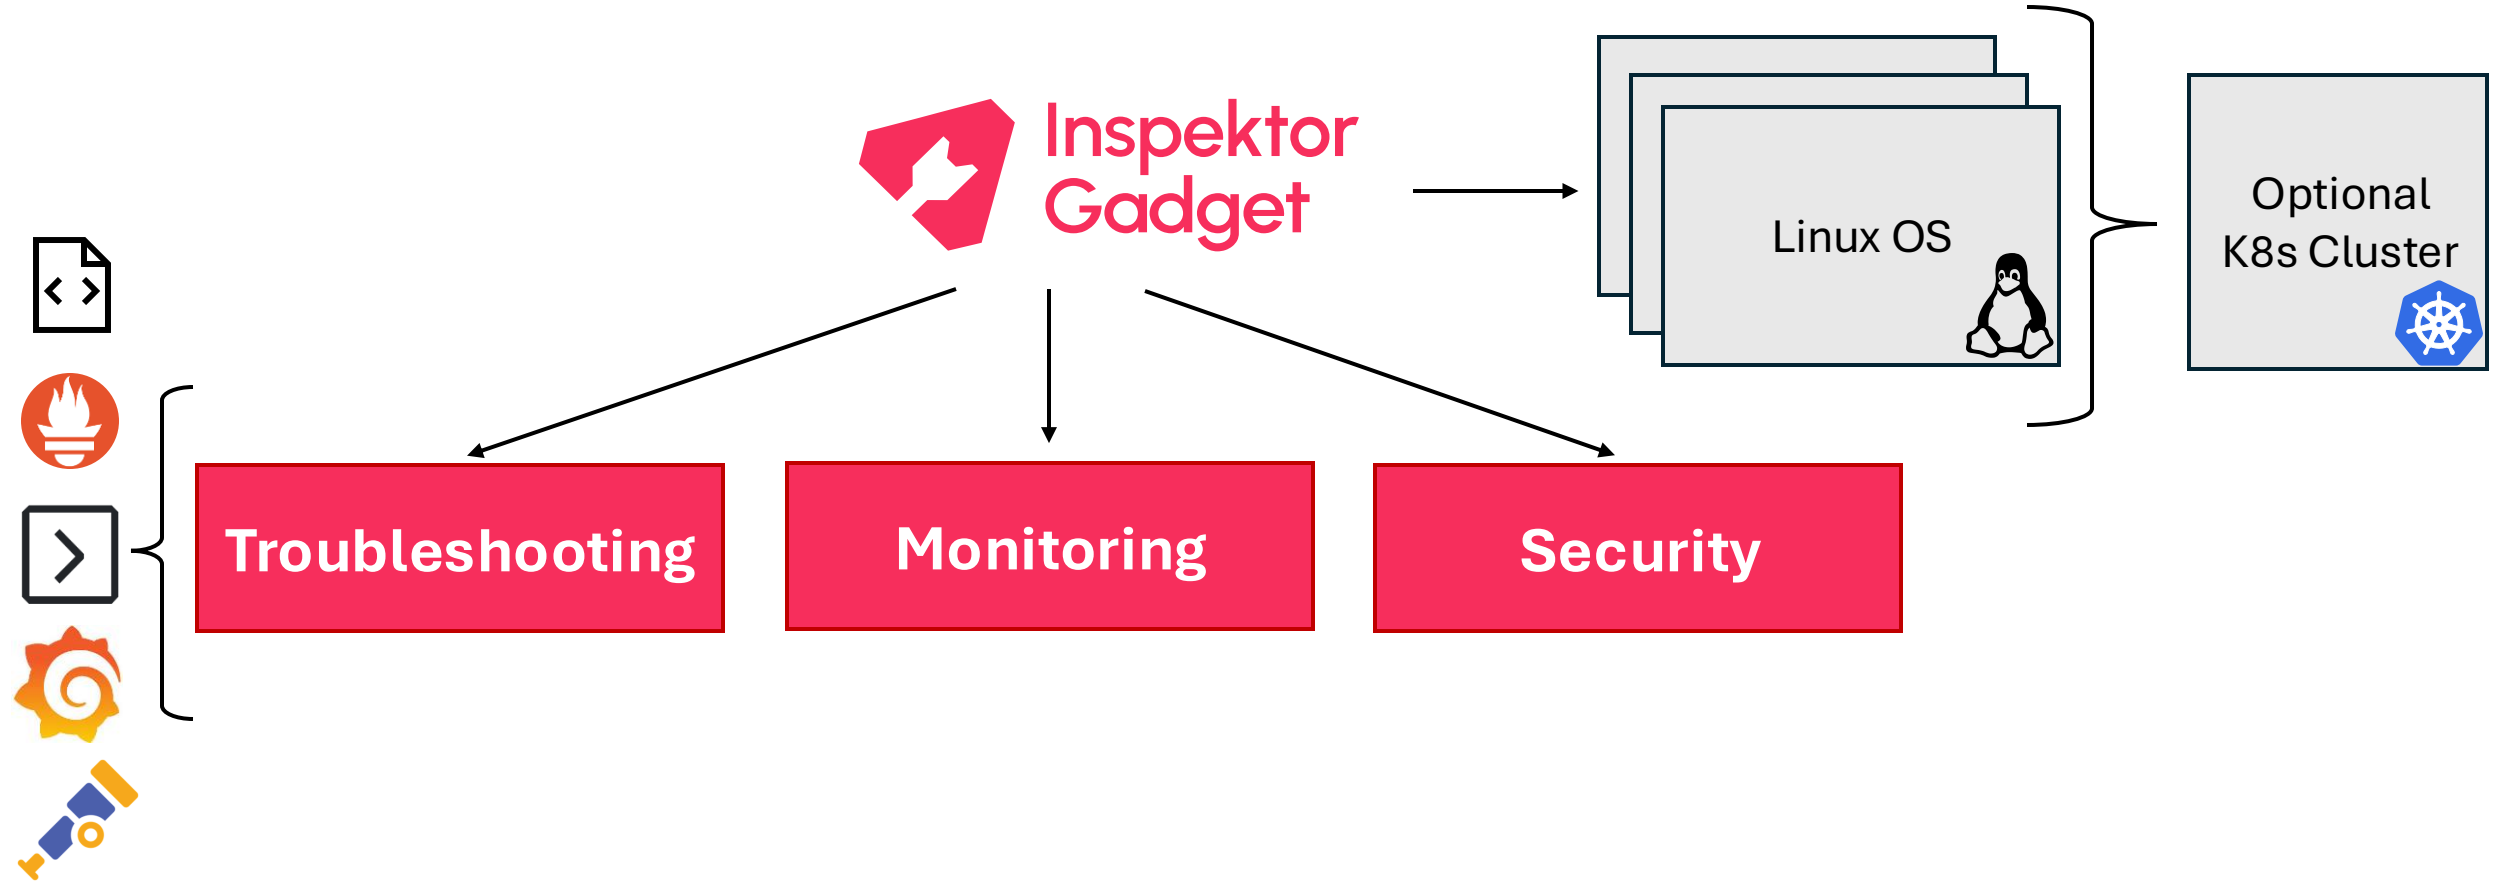 Inspektor
Gadget
Linux OS
Optional
K8s Cluster
Troubleshooting
Monitoring
Security